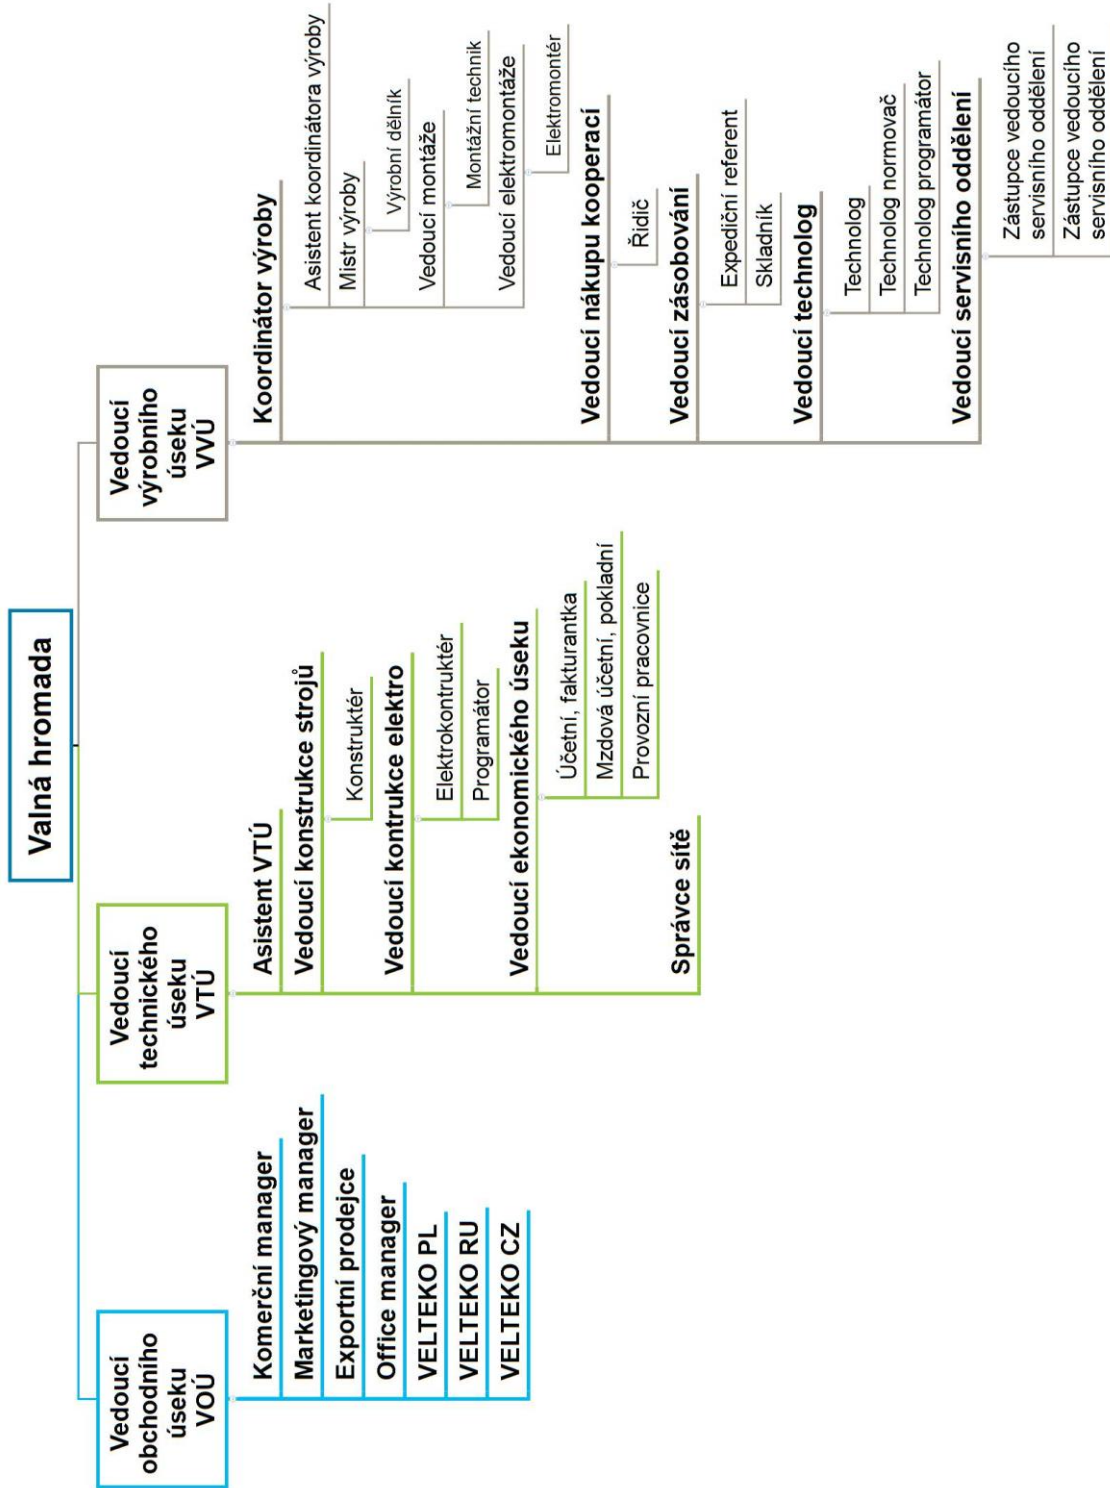 Valná hromada
Vedoucí
obchodního
úseku
VOÚ
Komerční manager
Marketingový manager
Exportní prodejce
Office manager
VELTEKO PL
VELTEKO RU
VELTEKO CZ
Vedoucí
technického
úseku
VTÚ
Asistent VTÚ
Vedoucí konstrukce strojů
Konstruktér
Vedoucí kontrukce elektro
Elektrokontruktér
Programátor
Vedoucí ekonomického úseku
Účetní, fakturantka
Mzdová účetní, pokladní
Provozní pracovnice
Správce sítě
Vedoucí
výrobního
úseku
VVÚ
Koordinátor výroby
Asistent koordinátora výroby
Mistr výroby
Výrobní dělník
Vedoucí montáže
Montážní technik
Vedoucí elektromontáže
Elektromontér
Vedoucí nákupu kooperací
Řidič
Vedoucí zásobování
Expediční referent
Skladník
Vedoucí technolog
Technolog
Technolog normovač
Technolog programátor
Vedoucí servisního oddělení
Zástupce vedoucího
servisního oddělení
Zástupce vedoucího
servisního oddělení